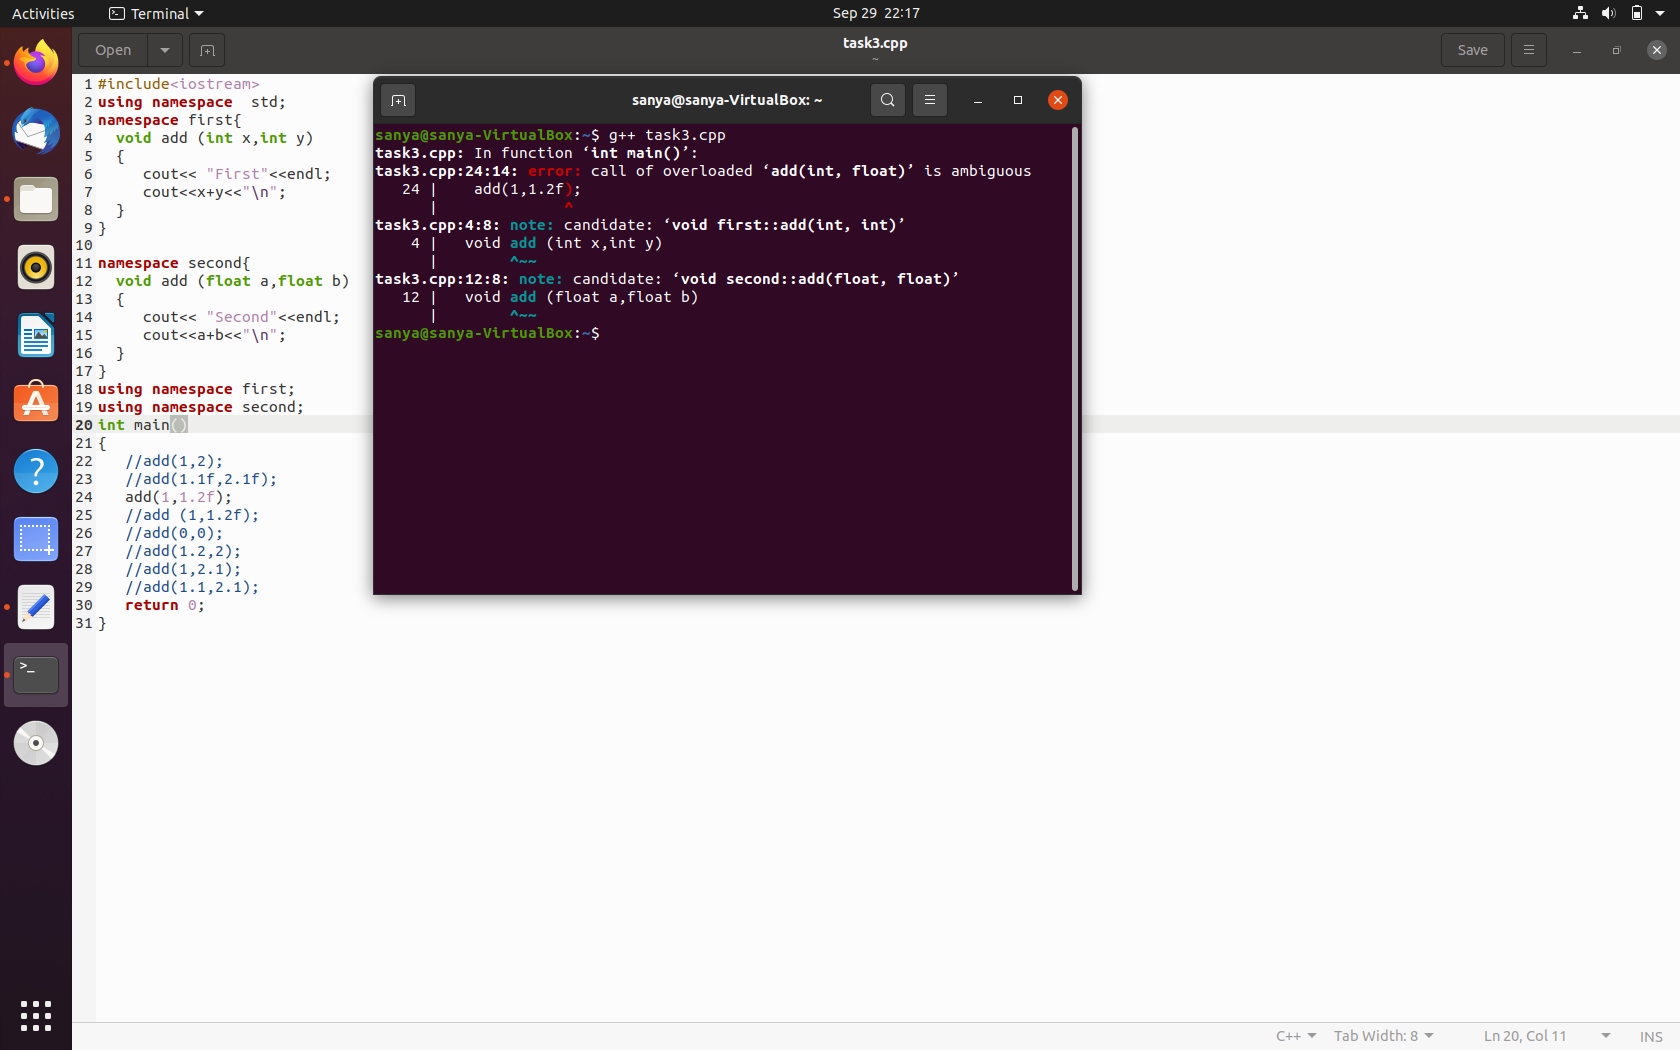 Activities Terminal Sep 29 22:17
Open task3.cpp Save
~
1 #include<iostream>
2 using namespace  std;
3 namespace first{
4   void add (int x,int y)
5   {
6      cout<< "First"<<endl;
7      cout<<x+y<<"\n";
8   }
9 }
10
11 namespace second{
12   void add (float a,float b)
13   {
14      cout<< "Second"<<endl;
15      cout<<a+b<<"\n";
16   }
17 }
18 using namespace first;
19 using namespace second;
20 int main()
21 {
22    //add(1,2);
23    //add(1.1f,2.1f);
24    add(1,1.2f);
25    //add (1,1.2f);
26    //add(0,0);
27    //add(1.2,2);
28    //add(1,2.1);
29    //add(1.1,2.1);
30    return 0;
31 }
sanya@sanya-VirtualBox: ~
sanya@sanya-VirtualBox:~$ g++ task3.cpp
task3.cpp: In function ‘int main()’:
task3.cpp:24:14: error: call of overloaded ‘add(int, float)’ is ambiguous
   24 |    add(1,1.2f);
      |              ^
task3.cpp:4:8: note: candidate: ‘void first::add(int, int)’
    4 |   void add (int x,int y)
      |        ^~~
task3.cpp:12:8: note: candidate: ‘void second::add(float, float)’
   12 |   void add (float a,float b)
      |        ^~~
sanya@sanya-VirtualBox:~$
C++ Tab Width: 8 Ln 20, Col 11 INS